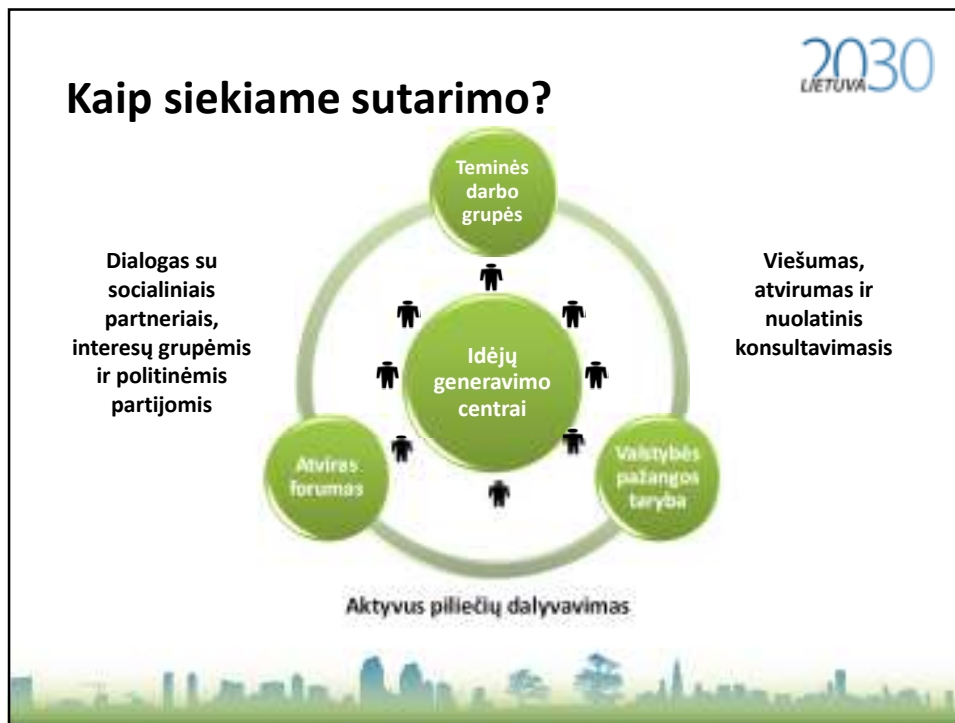 2030
LIETUVA
Kaip siekiame sutarimo?
Teminės
darbo
grupės
Dialogas su
socialiniais
partneriais,
interesų grupėmis
ir politinėmis
partijomis
Viešumas,
atvirumas ir
nuolatinis
konsultavimasis
Idėjų
generavimo
centrai
Atviras
forumas
Valstybės
pažangos
taryba
Aktyvus piliečių dalyvavimas